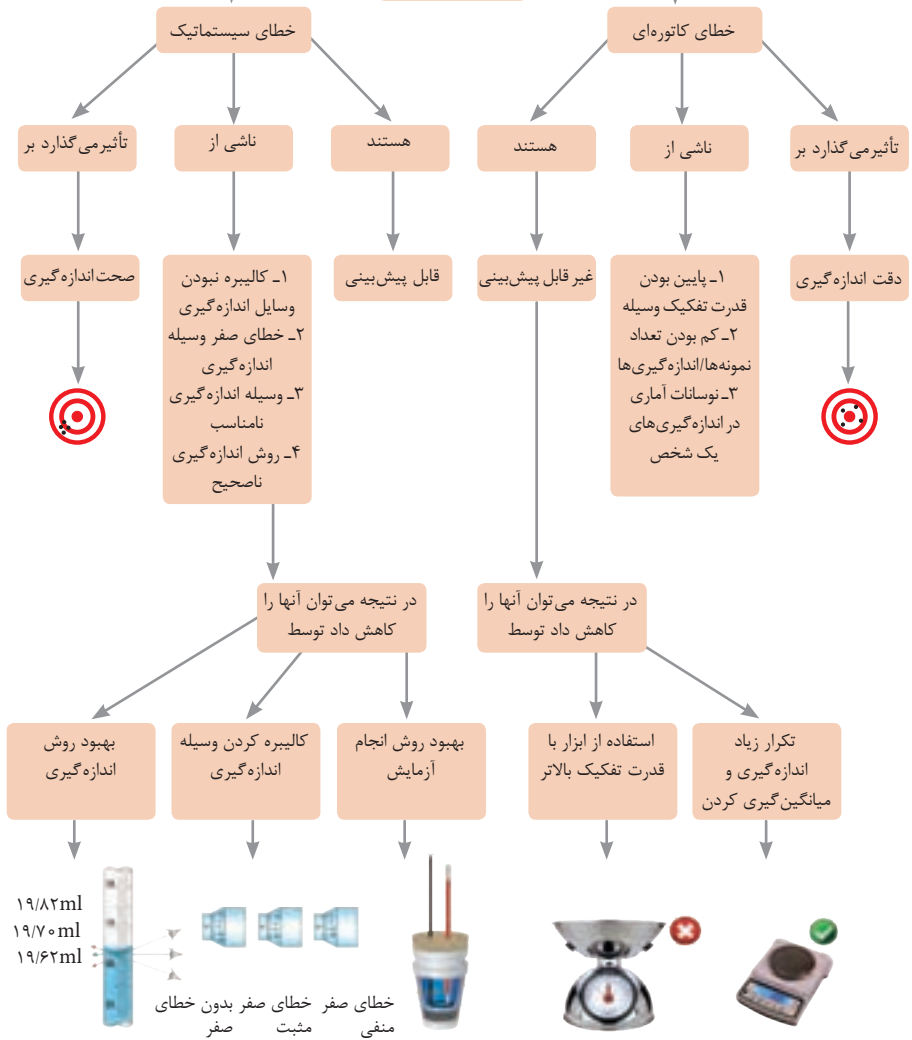 خطای کاتوره‌ای
خطای سیستماتیک
تأثیرمی‌گذارد بر
ناشی از
هستند
هستند
ناشی از
تأثیرمی‌گذارد بر
دقت اندازه‌گیری
۱ـ پایین بودن
قدرت تفکیک وسیله
۲ـ کم بودن تعداد
نمونه‌ها/اندازه‌گیری‌ها
۳ـ نوسانات آماری
در اندازه‌گیری‌های
یک شخص
غیر قابل پیش‌بینی
قابل پیش‌بینی
۱ـ کالیبره نبودن
وسایل اندازه‌گیری
۲ـ خطای صفر وسیله
اندازه‌گیری
۳ـ وسیله اندازه‌گیری
نامناسب
۴ـ روش اندازه‌گیری
ناصحیح
صحت‌اندازه‌گیری
در نتیجه می‌توان آنها را
کاهش داد توسط
در نتیجه می‌توان آنها را
کاهش داد توسط
تکرار زیاد
اندازه‌گیری و
میانگین‌گیری کردن
استفاده از ابزار با
قدرت تفکیک بالاتر
بهبود روش انجام
آزمایش
کالیبره کردن وسیله
اندازه‌گیری
بهبود روش
اندازه‌گیری
خطای صفر
منفی
خطای صفر
مثبت
بدون خطای
صفر
۱۹/۸۲ml
۱۹/۷۰ml
۱۹/۶۲ml